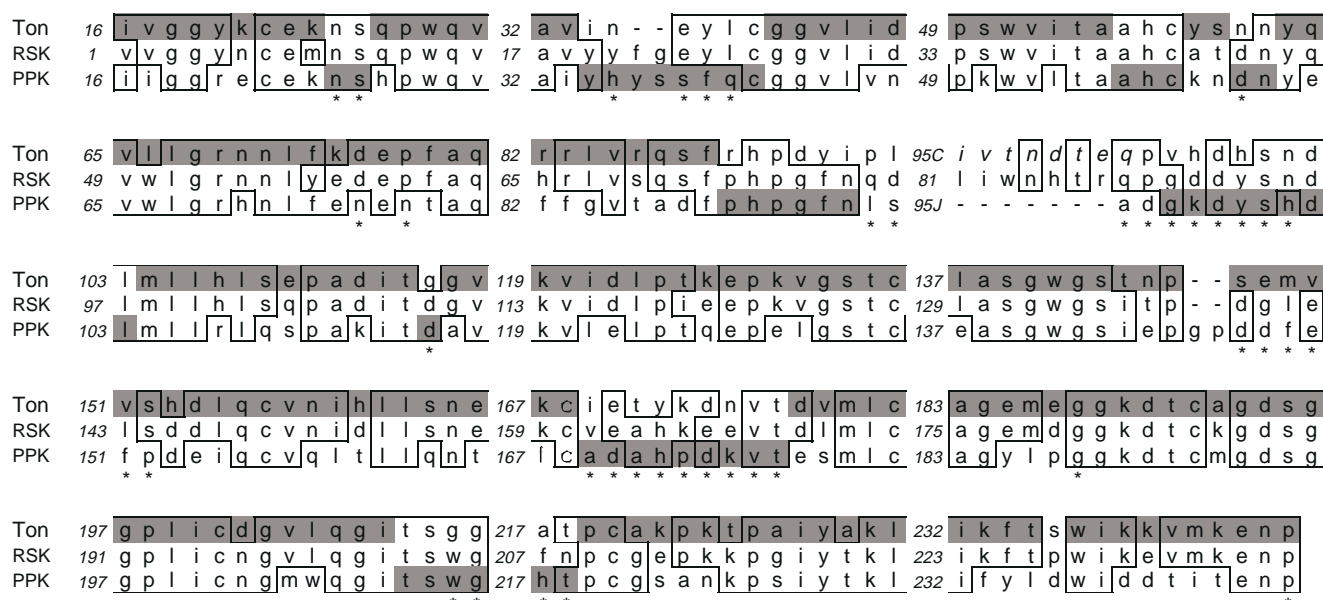 Ton 16 i v g g y k c e k n s q p w q v 32 a v i n - - e y l c g g v l i d 49 p s w v i t a a h c y s n n y q
RSK 1 v v g g y n c e m n s q p w q v 17 a v y y f g e y l c g g v l i d 33 p s w v i t a a h c a t d n y q
PPK 16 i i g g r e c e k n s h p w q v 32 a i y h y s s f q c g g v l v n 49 p k w v l t a a h c k n d n y e
* * * * * * *
Ton 65 v l l g r n n l f k d e p f a q 82 r r l v r q s f r h p d y i p l 95C i v t n d t e q p v h d h s n d
RSK 49 v w l g r n n l y e d e p f a q 65 h r l v s q s f p h p g f n q d 81 l i w n h t r q p g d d y s n d
PPK 65 v w l g r h n l f e n e n t a q 82 f f g v t a d f p h p g f n l s 95J - - - - - - - a d g k d y s h d
* * * * * * * * * * * *
Ton 103 l m l l h l s e p a d i t g g v 119 k v i d l p t k e p k v g s t c 137 l a s g w g s t n p - - s e m v
RSK 97 l m l l h l s q p a d i t d g v 113 k v i d l p i e e p k v g s t c 129 l a s g w g s i t p - - d g l e
PPK 103 l m l l r l q s p a k i t d a v 119 k v l e l p t q e p e l g s t c 137 e a s g w g s i e p g p d d f e
* * * * *
Ton 151 v s h d l q c v n i h l l s n e 167 k c i e t y k d n v t d v m l c 183 a g e m e g g k d t c a g d s g
RSK 143 l s d d l q c v n i d l l s n e 159 k c v e a h k e e v t d l m l c 175 a g e m d g g k d t c k g d s g
PPK 151 f p d e i q c v q l t l l q n t 167 f c a d a h p d k v t e s m l c 183 a g y l p g g k d t c m g d s g
* * * * * * * * * * * *
Ton 197 g p l i c d g v l q g i t s g g 217 a t p c a k p k t p a i y a k l 232 i k f t s w i k k v m k e n p
RSK 191 g p l i c n g v l q g i t s w g 207 f n p c g e p k k p g i y t k l 223 i k f t p w i k e v m k e n p
PPK 197 g p l i c n g m w q g i t s w g 217 h t p c g s a n k p s i y t k l 232 i f y l d w i d d t i t e n p
* * * * *